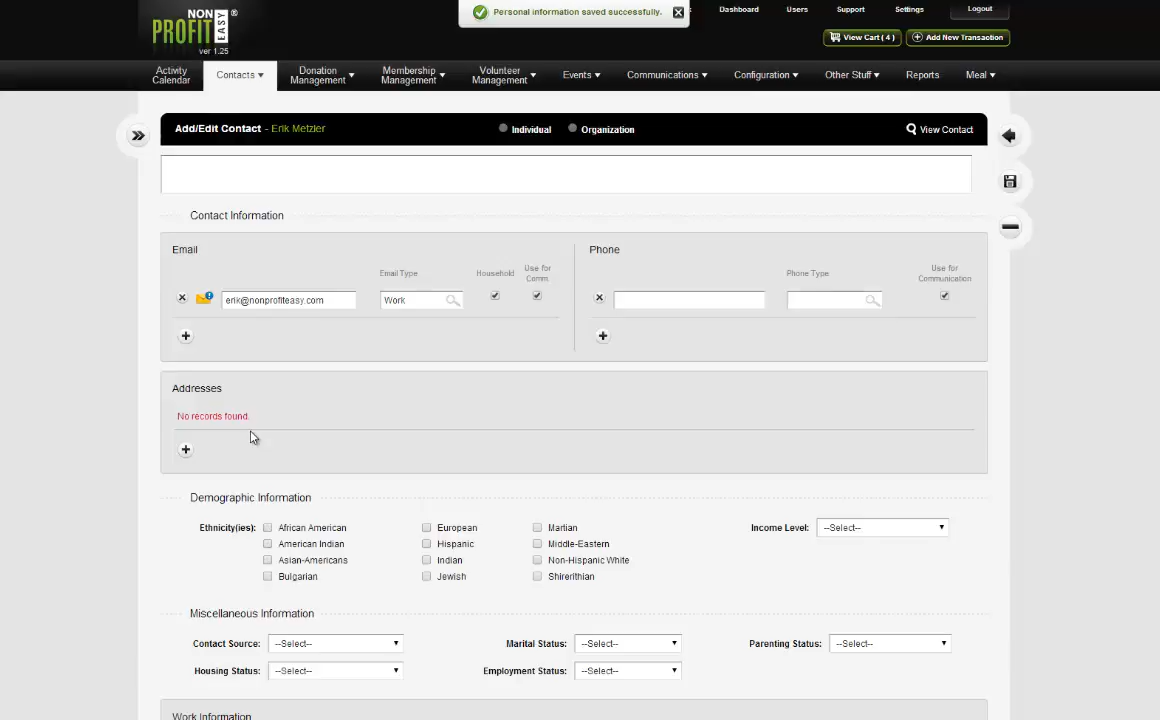 NON
PROFIT EASY ®
ver 1.25
Personal information saved successfully.
Dashboard
Users
Support
Settings
Logout
View Cart ( 4 )
Add New Transaction
Activity
Calendar
Contacts
Donation
Management
Membership
Management
Volunteer
Management
Events
Communications
Configuration
Other Stuff
Reports
Meal
Add/Edit Contact - Erik Metzler
Individual
Organization
View Contact
Contact Information
Email
Phone
Email Type
Household
Use for
Comm.
Phone Type
Use for
Communication
erik@nonprofiteasy.com
Work
Addresses
No records found.
Demographic Information
Ethnicity(ies):
African American
European
Martian
Income Level:
--Select--
American Indian
Hispanic
Middle-Eastern
Asian-Americans
Indian
Non-Hispanic White
Bulgarian
Jewish
Shirerithian
Miscellaneous Information
Contact Source:
--Select--
Marital Status:
--Select--
Parenting Status:
--Select--
Housing Status:
--Select--
Employment Status:
--Select--
Work Information